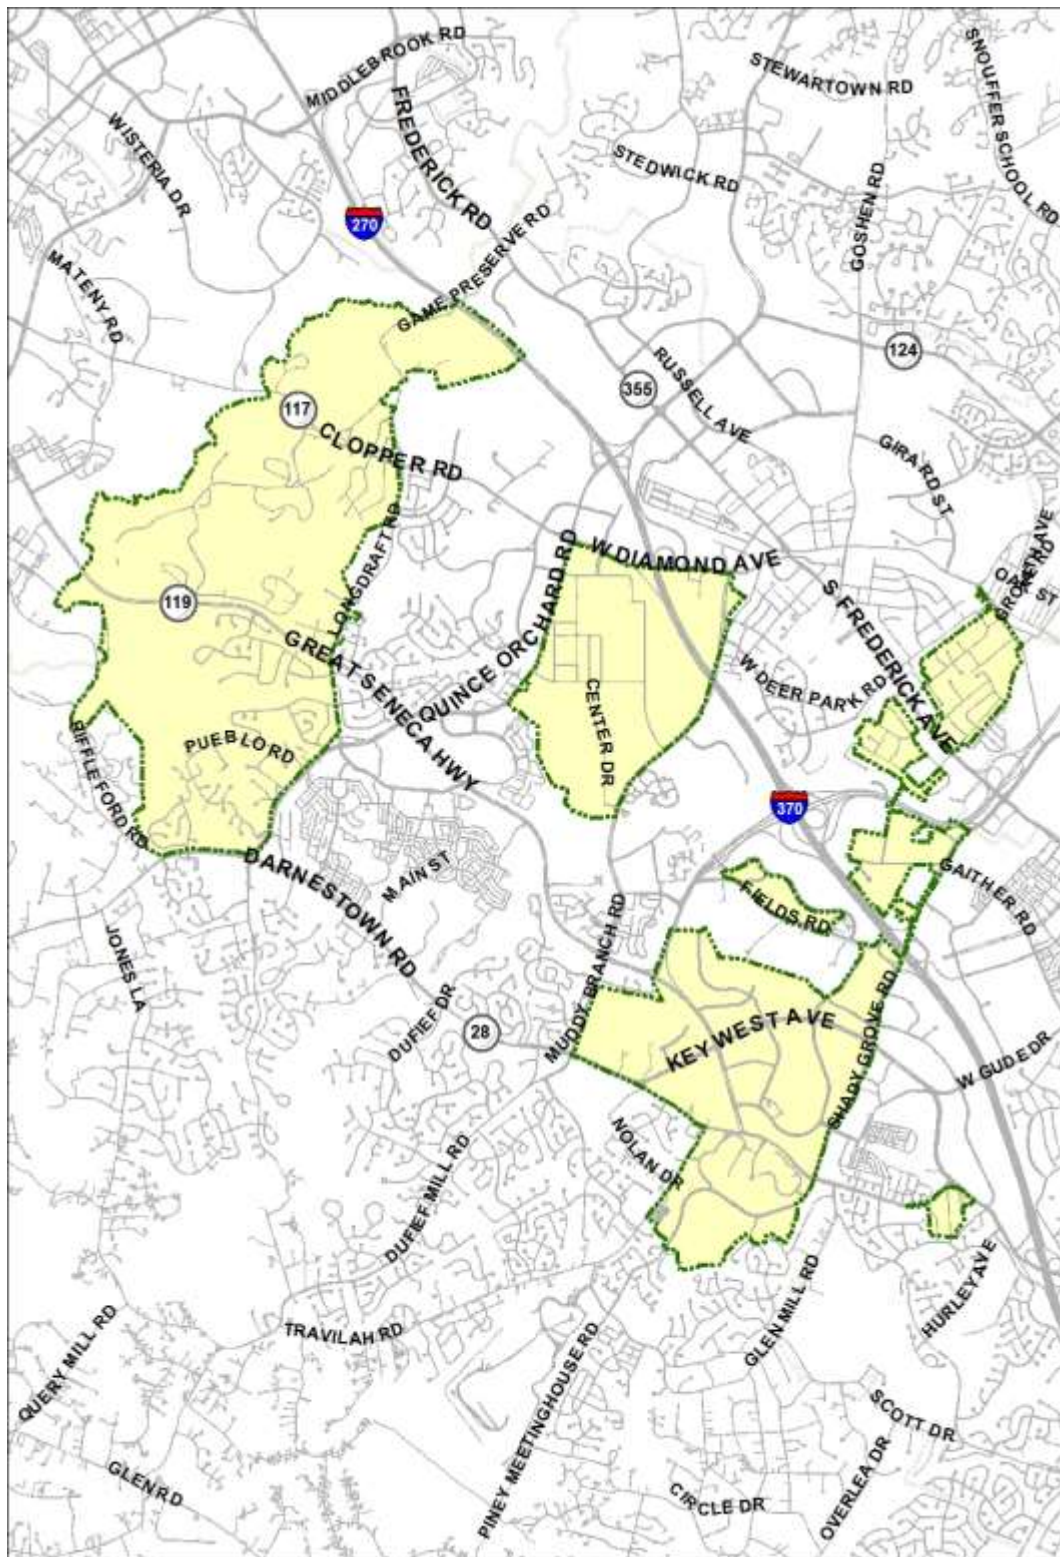 MIDDLEBROOK RD
SNOUFFER SCHOOL RD
STEWARTOWN RD
FREDERICK RD
WISTERIA DR
STEDWICK RD
GOSHEN RD
270
GAME PRESERVE RD
MATENY RD
124
355
RUSSELL AVE
117
CLOPPER RD
GIRARD ST
LONGDRAFT RD
W DIAMOND AVE
OAK ST
119
GREAT SENECA HWY
QUINCE ORCHARD RD
S FREDERICK AVE
W DEER PARK RD
CENTER DR
PUEBLO RD
RIFFLEFORD RD
370
DARNESTOWN RD
MAIN ST
GAITHER RD
FIELDS RD
JONES LA
MUDDY BRANCH RD
DUFIEF DR
28
KEY WEST AVE
SHADY GROVE RD
W GUDE DR
NOLAN DR
DUFIEF MILL RD
HURLEY AVE
GLEN MILL RD
TRAVILAH RD
QUERY MILL RD
PINEY MEETINGHOUSE RD
SCOTT DR
GLEN RD
CIRCLE DR
OVERLEA DR